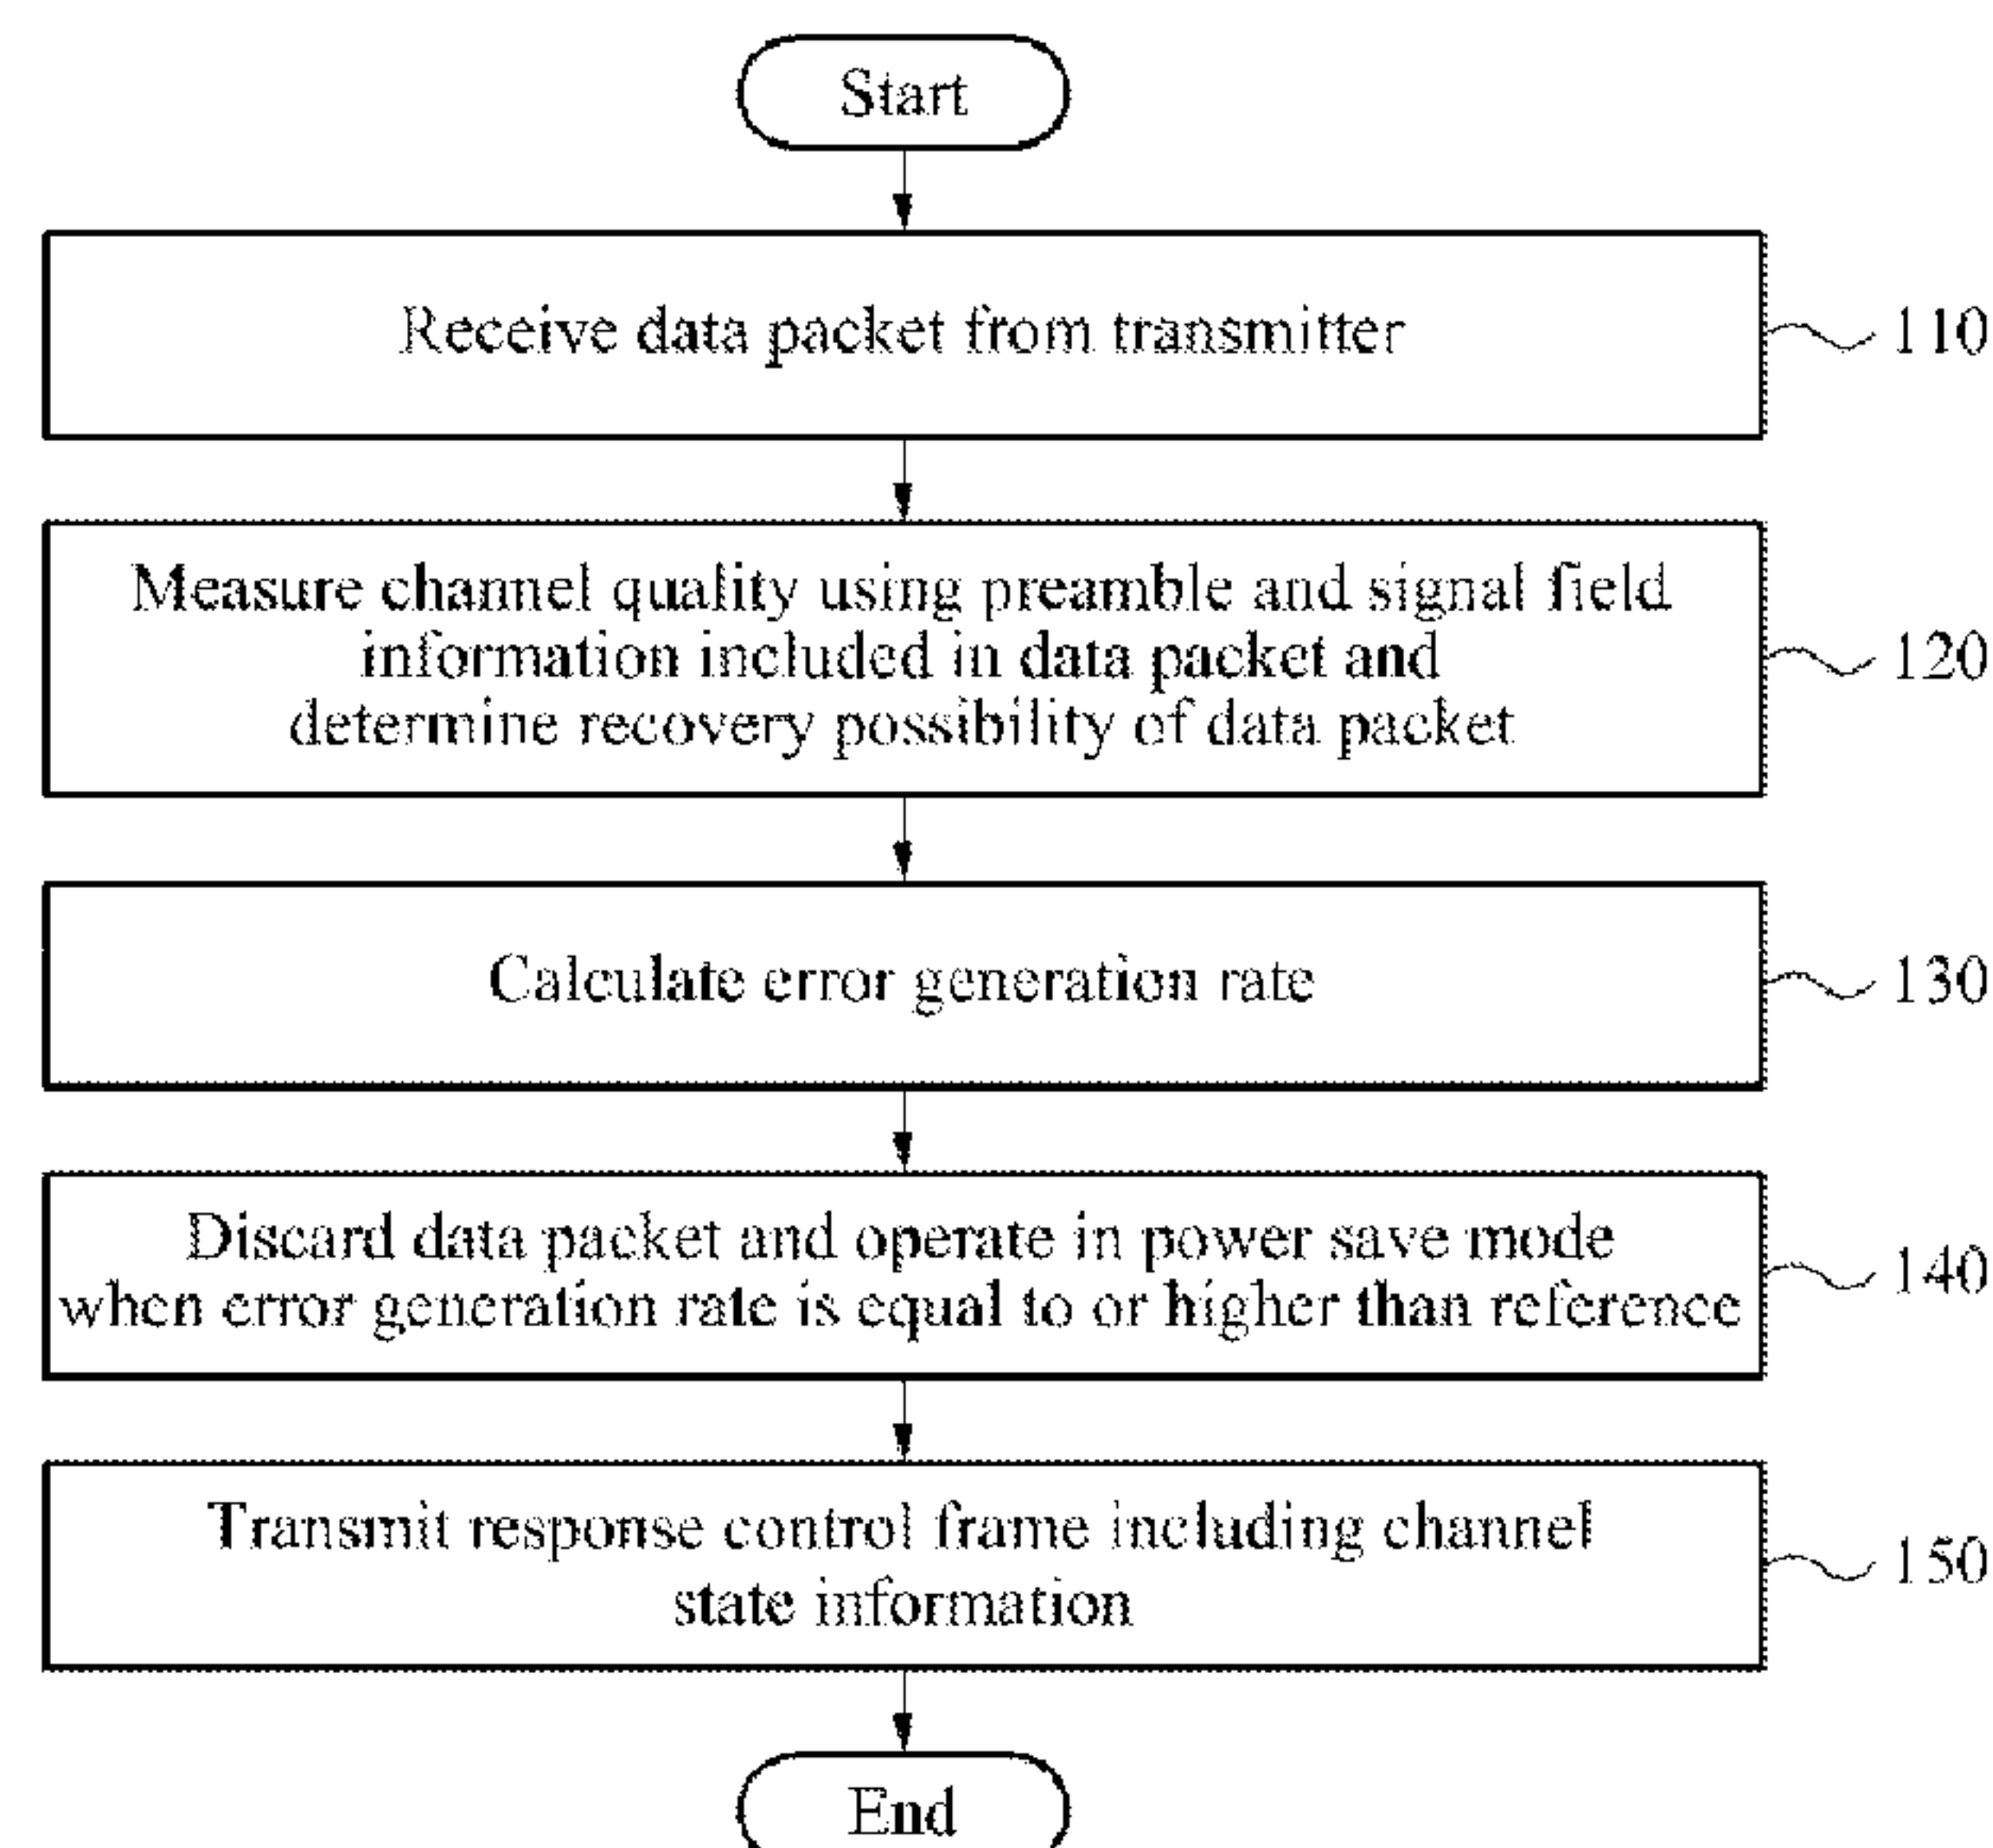 Start
Receive data packet from transmitter
110
Measure channel quality using preamble and signal field
information included in data packet and
determine recovery possibility of data packet
120
Calculate error generation rate
130
Discard data packet and operate in power save mode
when error generation rate is equal to or higher than reference
140
Transmit response control frame including channel
state information
150
End